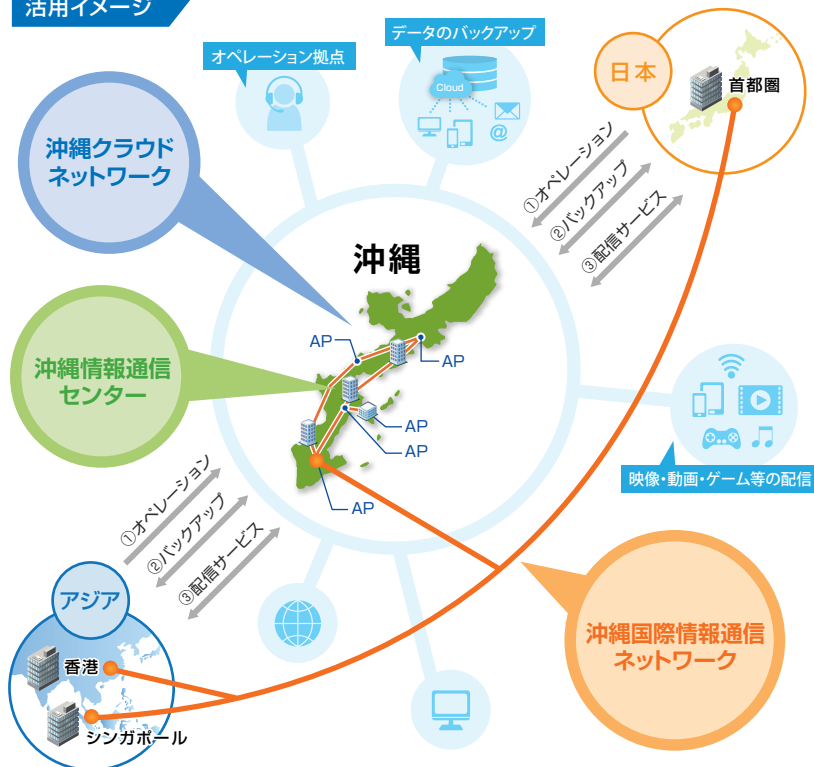 活用イメージ
オペレーション拠点
データのバックアップ
Cloud
@
日本
首都圏
沖縄クラウド
ネットワーク
①オペレーション
②バックアップ
③配信サービス
沖縄
AP
AP
沖縄情報通信
センター
AP
AP
AP
映像・動画・ゲーム等の配信
①オペレーション
②バックアップ
③配信サービス
アジア
香港
シンガポール
沖縄国際情報通信
ネットワーク